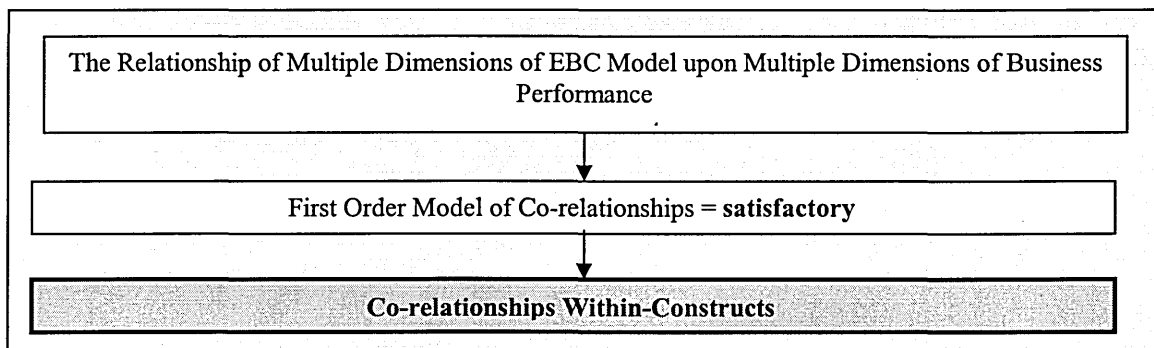 The Relationship of Multiple Dimensions of EBC Model upon Multiple Dimensions of Business
Performance
First Order Model of Co-relationships = satisfactory
Co-relationships Within-Constructs